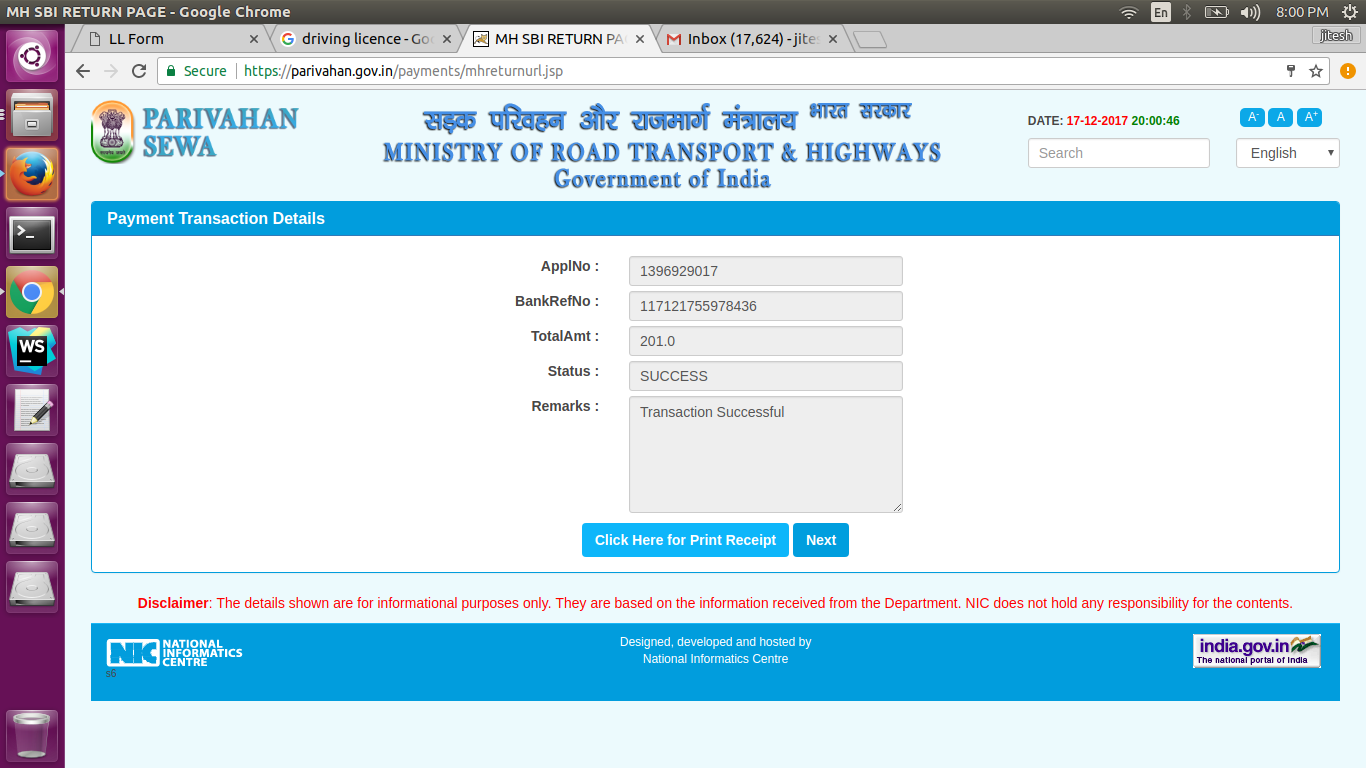 MH SBI RETURN PAGE - Google Chrome
En
8:00 PM
LL Form
driving licence - Goo
MH SBI RETURN PA
Inbox (17,624) - jites
jitesh
Secure
https://parivahan.gov.in/payments/mhreturnurl.jsp
PARIVAHAN
SEWA
सड़क परिवहन और राजमार्ग मंत्रालय भारत सरकार
MINISTRY OF ROAD TRANSPORT & HIGHWAYS
Government of India
DATE: 17-12-2017 20:00:46
A- A A+
Search
English
Payment Transaction Details
ApplNo : 1396929017
BankRefNo : 117121755978436
TotalAmt : 201.0
Status : SUCCESS
Remarks : Transaction Successful
Click Here for Print Receipt Next
Disclaimer: The details shown are for informational purposes only. They are based on the information received from the Department. NIC does not hold any responsibility for the contents.
NIC NATIONAL
INFORMATICS
CENTRE
s6
Designed, developed and hosted by
National Informatics Centre
india.gov.in
The national portal of India
WS